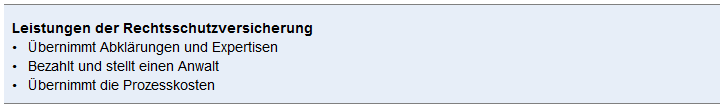 Leistungen der Rechtsschutzversicherung
• Übernimmt Abklärungen und Expertisen
• Bezahlt und stellt einen Anwalt
• Übernimmt die Prozesskosten